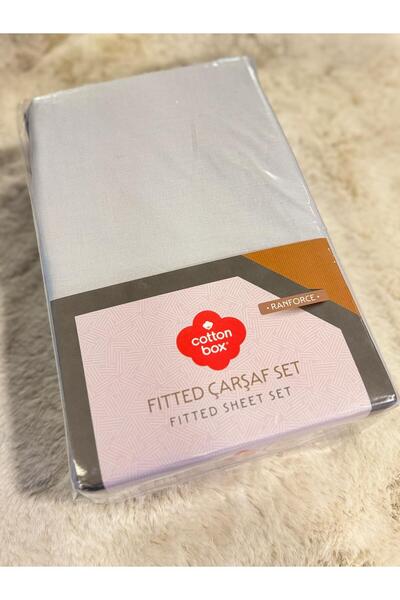 • RANFORCE •
cotton
box®
FITTED ÇARŞAF SET
FITTED SHEET SET